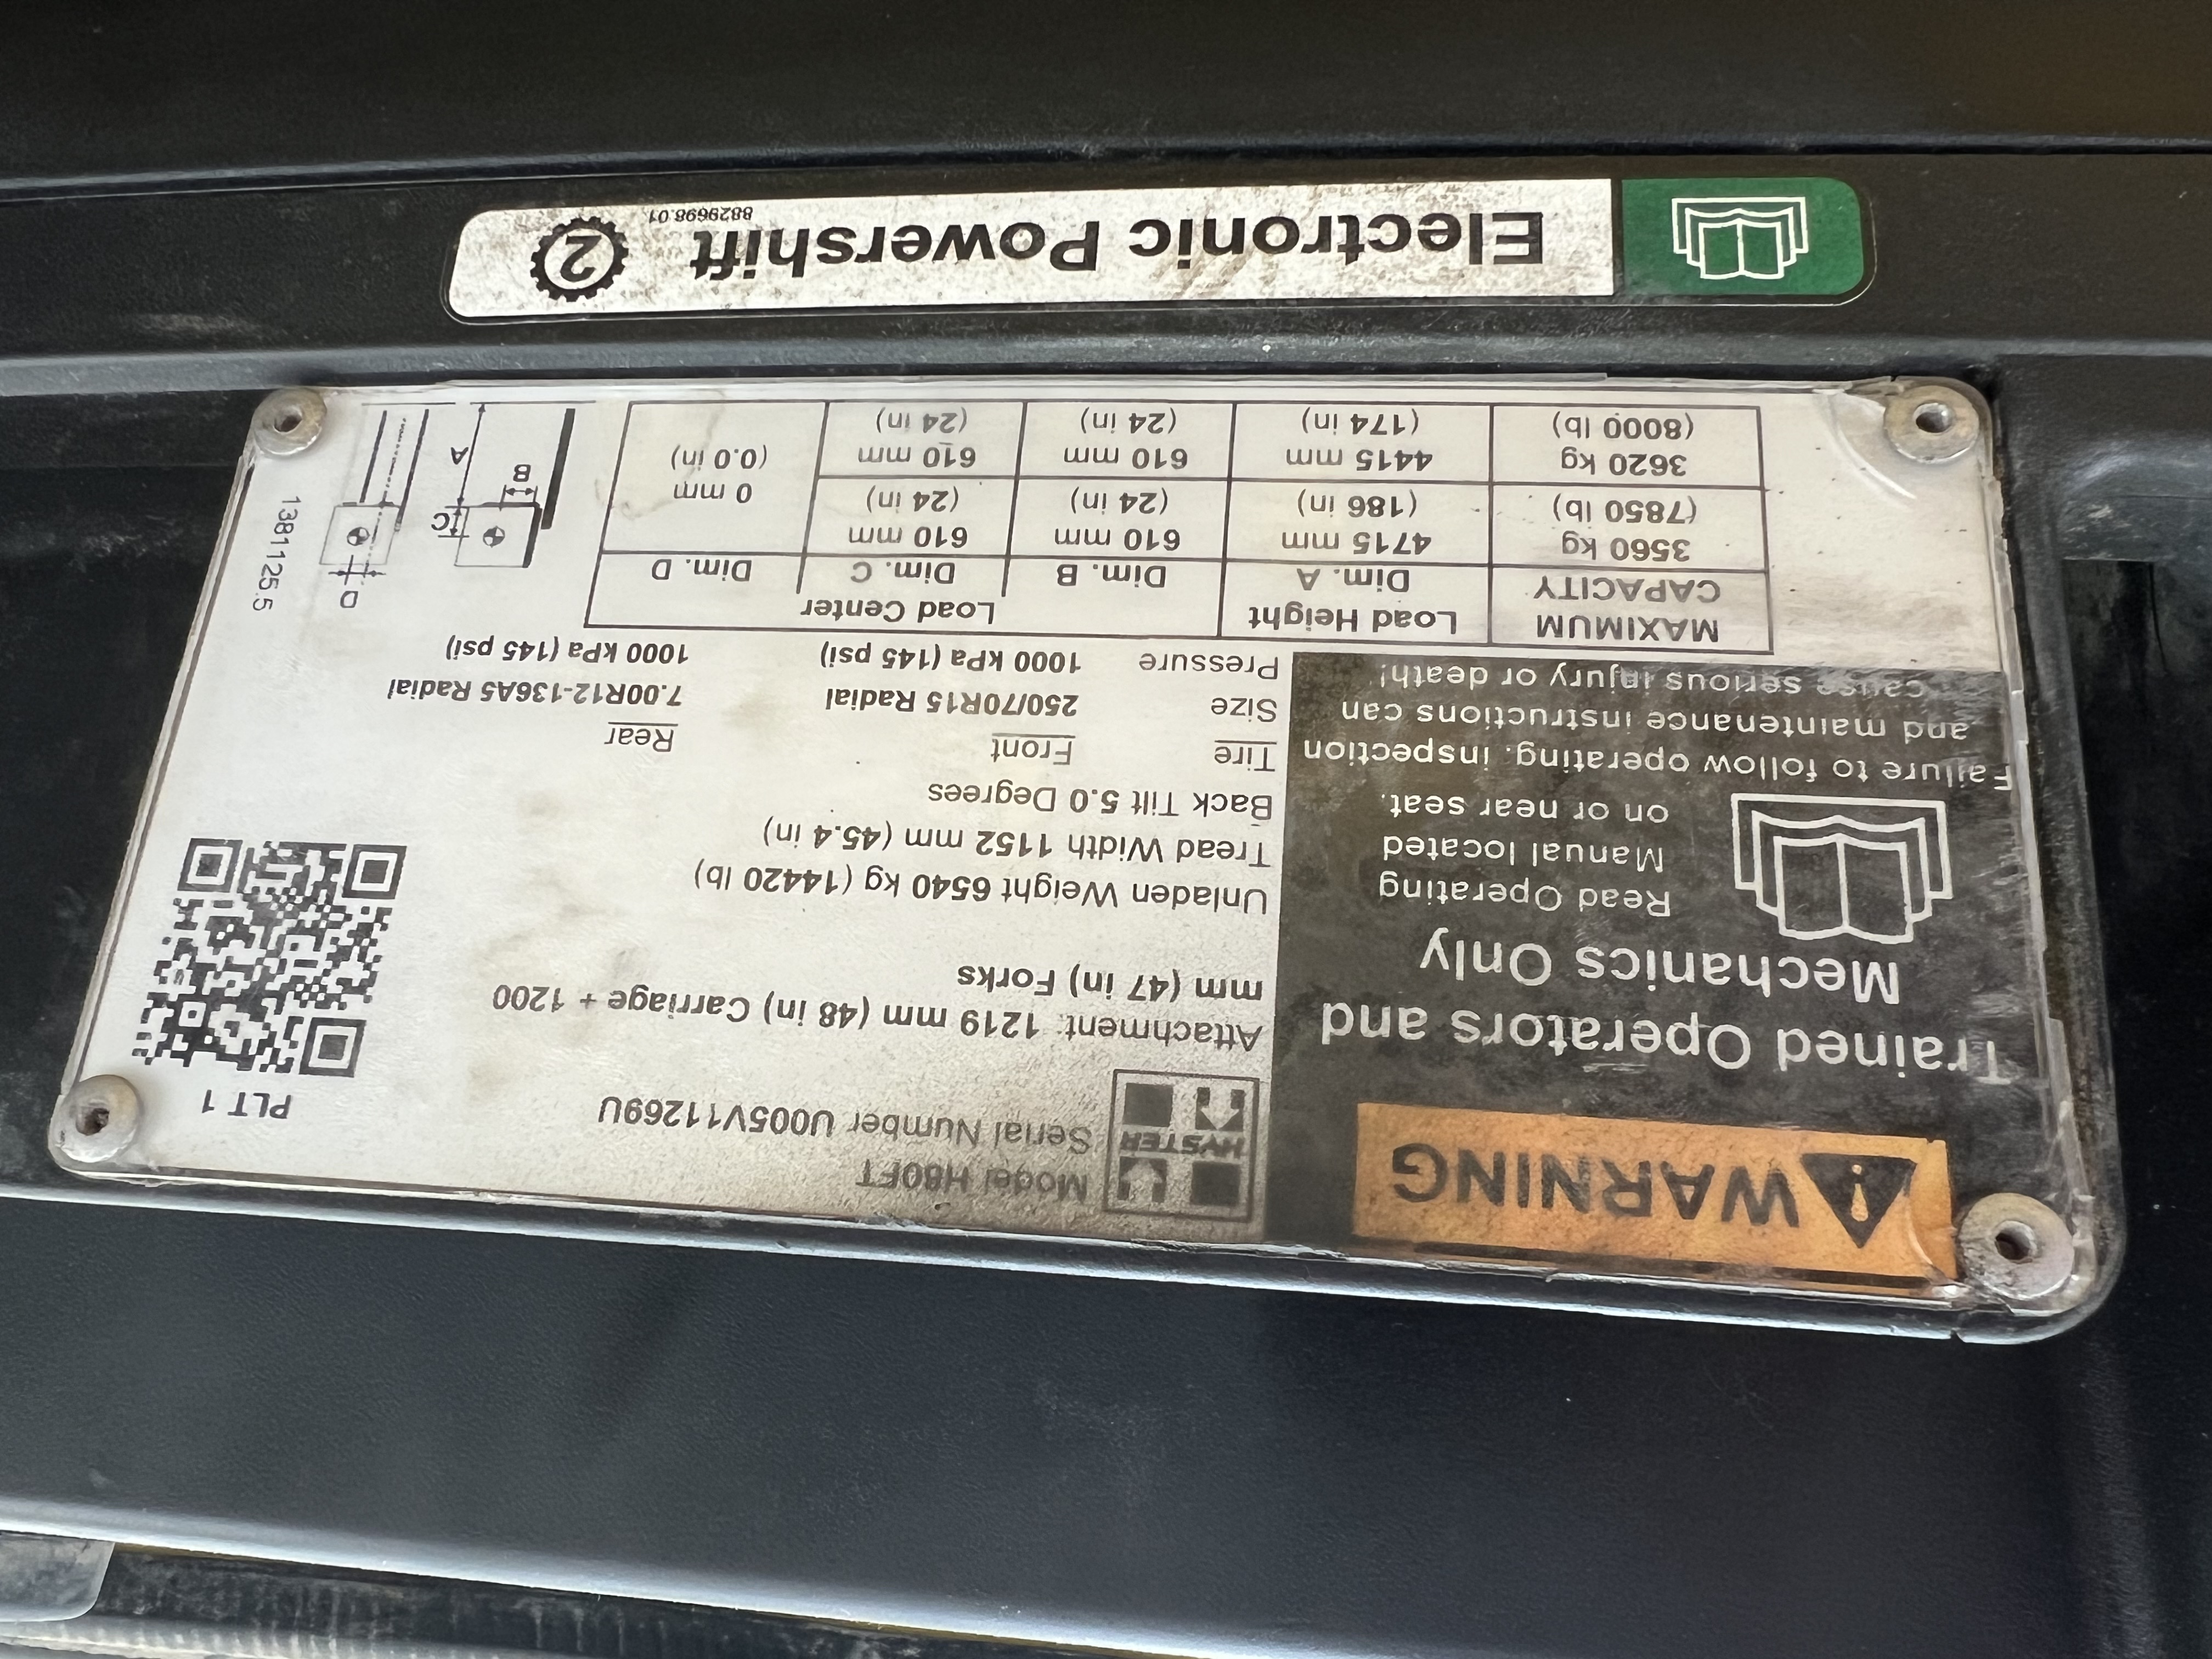 WARNING
Trained Operators and
Mechanics Only
Read Operating
Manual located
on or near seat.
Failure to follow operating, inspection
and maintenance instructions can
cause serious injury or death!
HYSTER
Model H80FT
Serial Number U005V11269U
PLT 1
Attachment: 1219 mm (48 in) Carriage + 1200
mm (47 in) Forks
Unladen Weight 6540 kg (14420 lb)
Tread Width 1152 mm (45.4 in)
Back Tilt 5.0 Degrees
Tire Front Rear
Size 250/70R15 Radial 7.00R12-136A5 Radial
Pressure 1000 kPa (145 psi) 1000 kPa (145 psi)
MAXIMUM CAPACITY Load Height Dim. A Load Center
Dim. B Dim. C Dim. D
3560 kg 4715 mm 610 mm 610 mm 0 mm
(7850 lb) (186 in) (24 in) (24 in) (0.0 in)
3620 kg 4415 mm 610 mm 610 mm
(8000 lb) (174 in) (24 in) (24 in)
A
B
C
D
1381125.5
Electronic Powershift 2
8829698.01